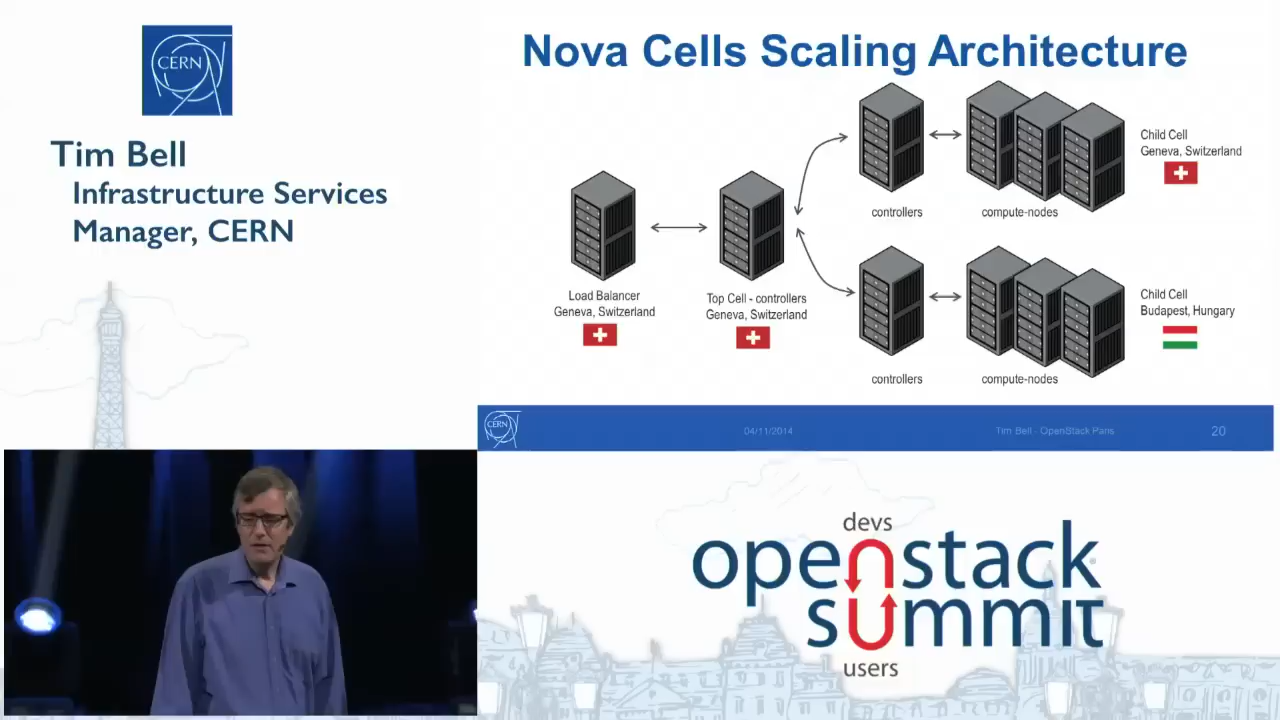 CERN
Tim Bell
Infrastructure Services
Manager, CERN
Nova Cells Scaling Architecture
Load Balancer
Geneva, Switzerland
Top Cell - controllers
Geneva, Switzerland
controllers
compute-nodes
Child Cell
Geneva, Switzerland
controllers
compute-nodes
Child Cell
Budapest, Hungary
CERN
04/11/2014
Tim Bell - OpenStack Paris
20
devs
openstack
summit
users